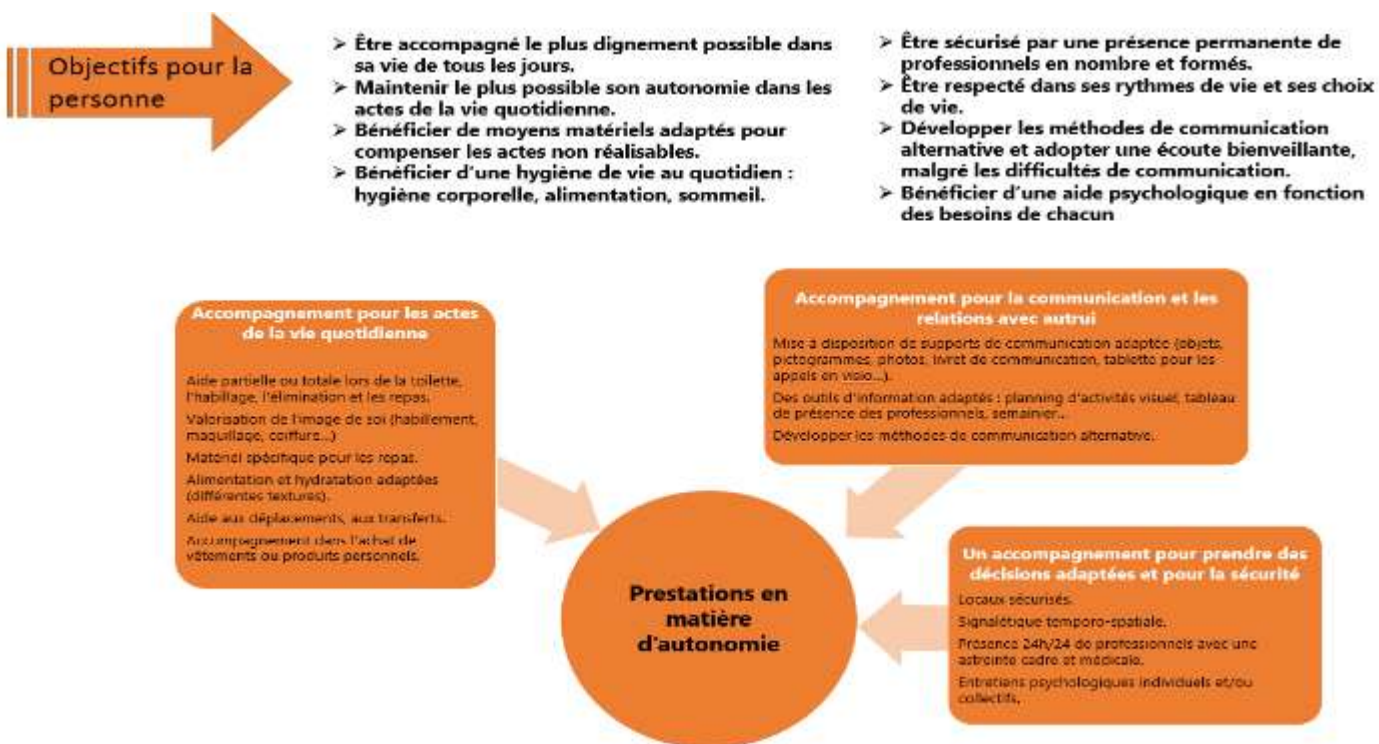 Objectifs pour la
personne
➢ Être accompagné le plus dignement possible dans
sa vie de tous les jours.
➢ Maintenir le plus possible son autonomie dans les
actes de la vie quotidienne.
➢ Bénéficier de moyens matériels adaptés pour
compenser les actes non réalisables.
➢ Bénéficier d'une hygiène de vie au quotidien :
hygiène corporelle, alimentation, sommeil.
➢ Être sécurisé par une présence permanente de
professionnels en nombre et formés.
➢ Être respecté dans ses rythmes de vie et ses choix
de vie.
➢ Développer les méthodes de communication
alternative et adopter une écoute bienveillante,
malgré les difficultés de communication.
➢ Bénéficier d'une aide psychologique en fonction
des besoins de chacun
Accompagnement pour les actes
de la vie quotidienne
Aide partielle ou totale lors de la toilette,
l'habillage, l'élimination et les repas.
Valorisation de l'image de soi (habillement,
maquillage, coiffure...)
Matériel spécifique pour les repas.
Alimentation et hydratation adaptées
(différentes textures).
Aide aux déplacements, aux transferts.
Accompagnement dans l'achat de
vêtements ou produits personnels.
Accompagnement pour la communication et les
relations avec autrui
Mise à disposition de supports de communication adaptée (objets,
pictogrammes, photos, livret de communication, tablette pour les
appels en visio...).
Des outils d'information adaptés : planning d'activités visuel, tableau
de présence des professionnels, semainier...
Développer les méthodes de communication alternative.
Un accompagnement pour prendre des
décisions adaptées et pour la sécurité
Locaux sécurisés.
Signalétique temporo-spatiale.
Présence 24h/24 de professionnels avec une
astreinte cadre et médicale.
Entretiens psychologiques individuels et/ou
collectifs.
Prestations en
matière
d'autonomie